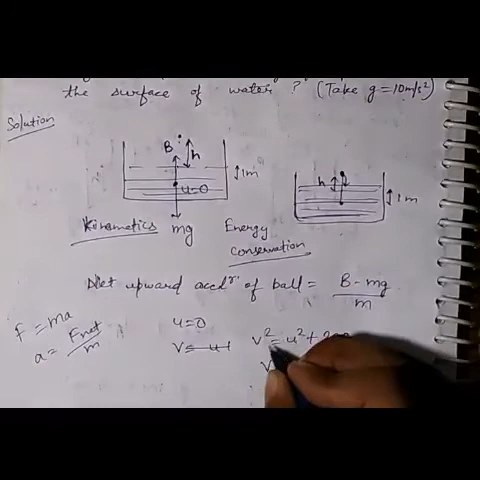 the surface of water ? (Take g=10m/s²)
Solution
B
h
1m
u=0
h
1m
Kinematics
mg
Energy conservation
Net upward accl^n of ball = B - mg / m
F = ma
a = Fnet / m
u=0
v = u+
v² = u² +
v